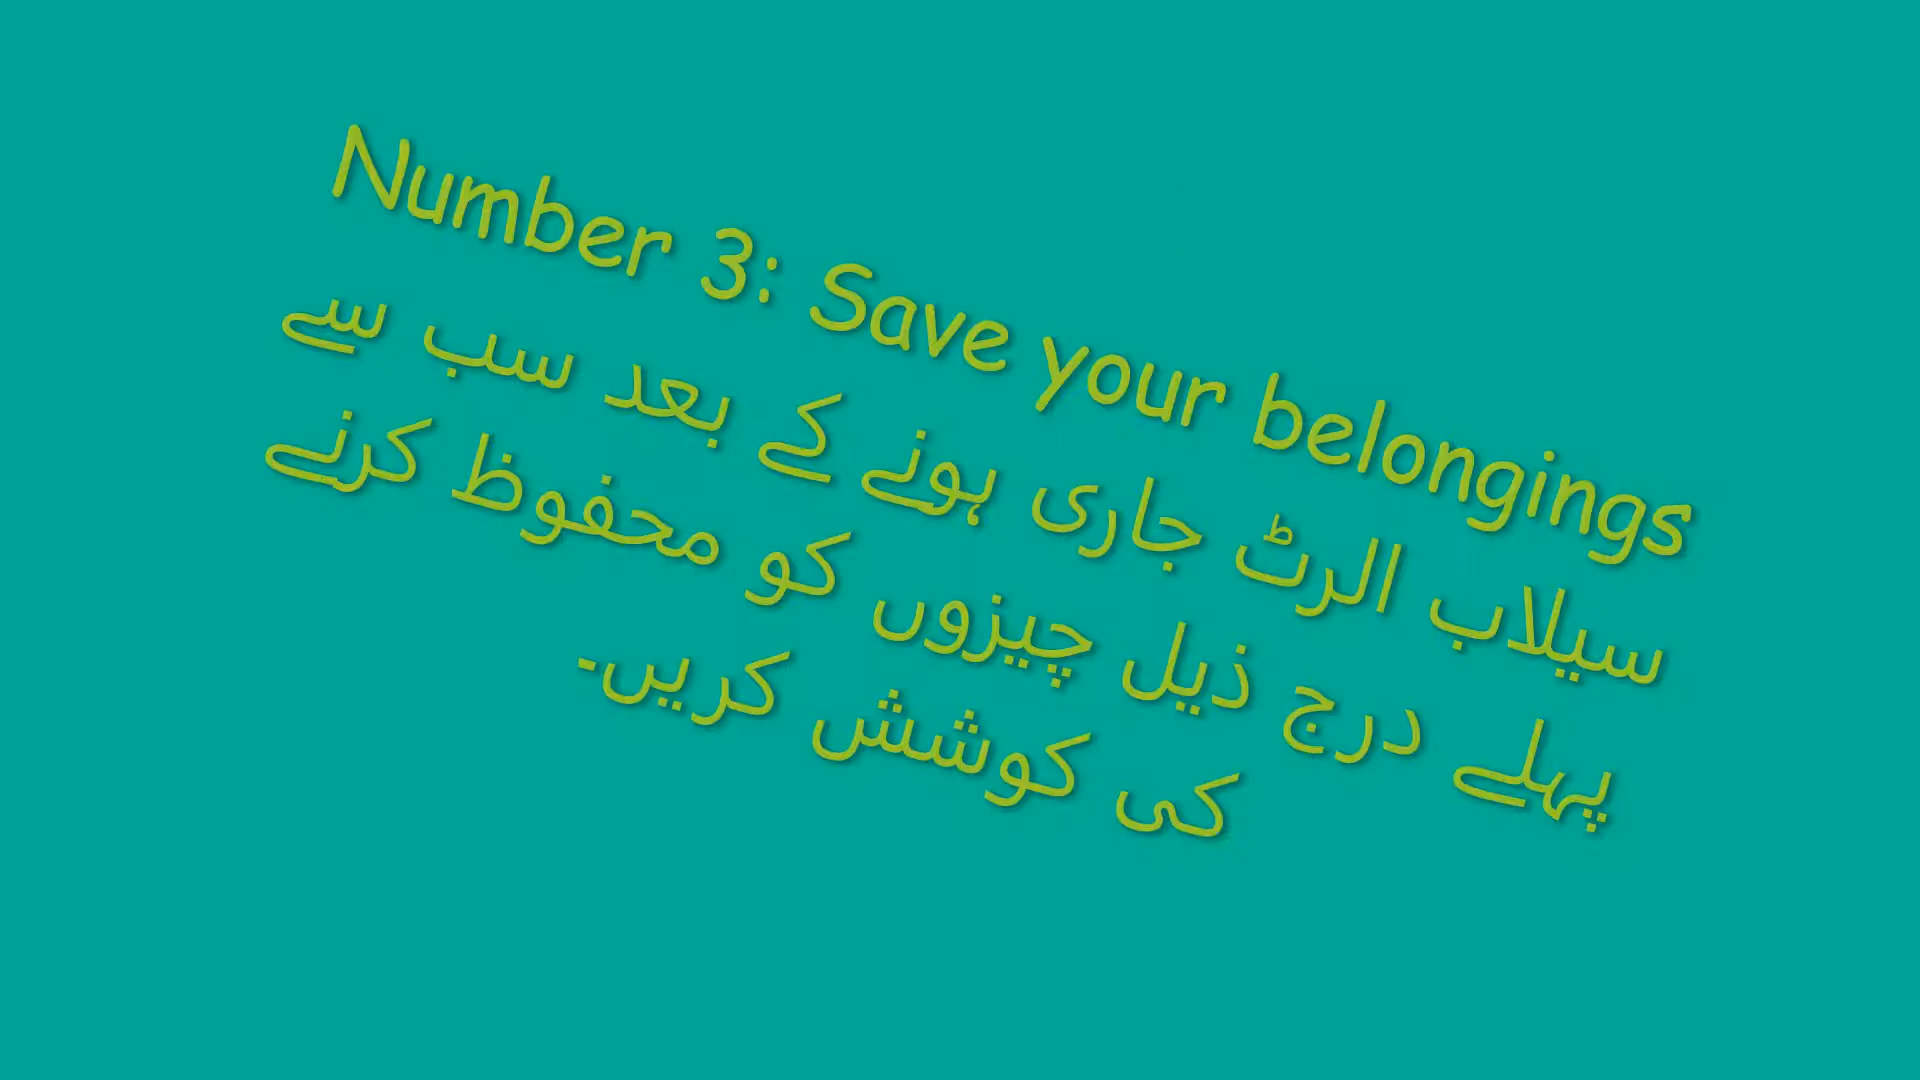 Number 3: Save your belongings
سیلاب الرٹ جاری ہونے کے بعد سب سے
پہلے درج ذیل چیزوں کو محفوظ کرنے
کی کوشش کریں۔